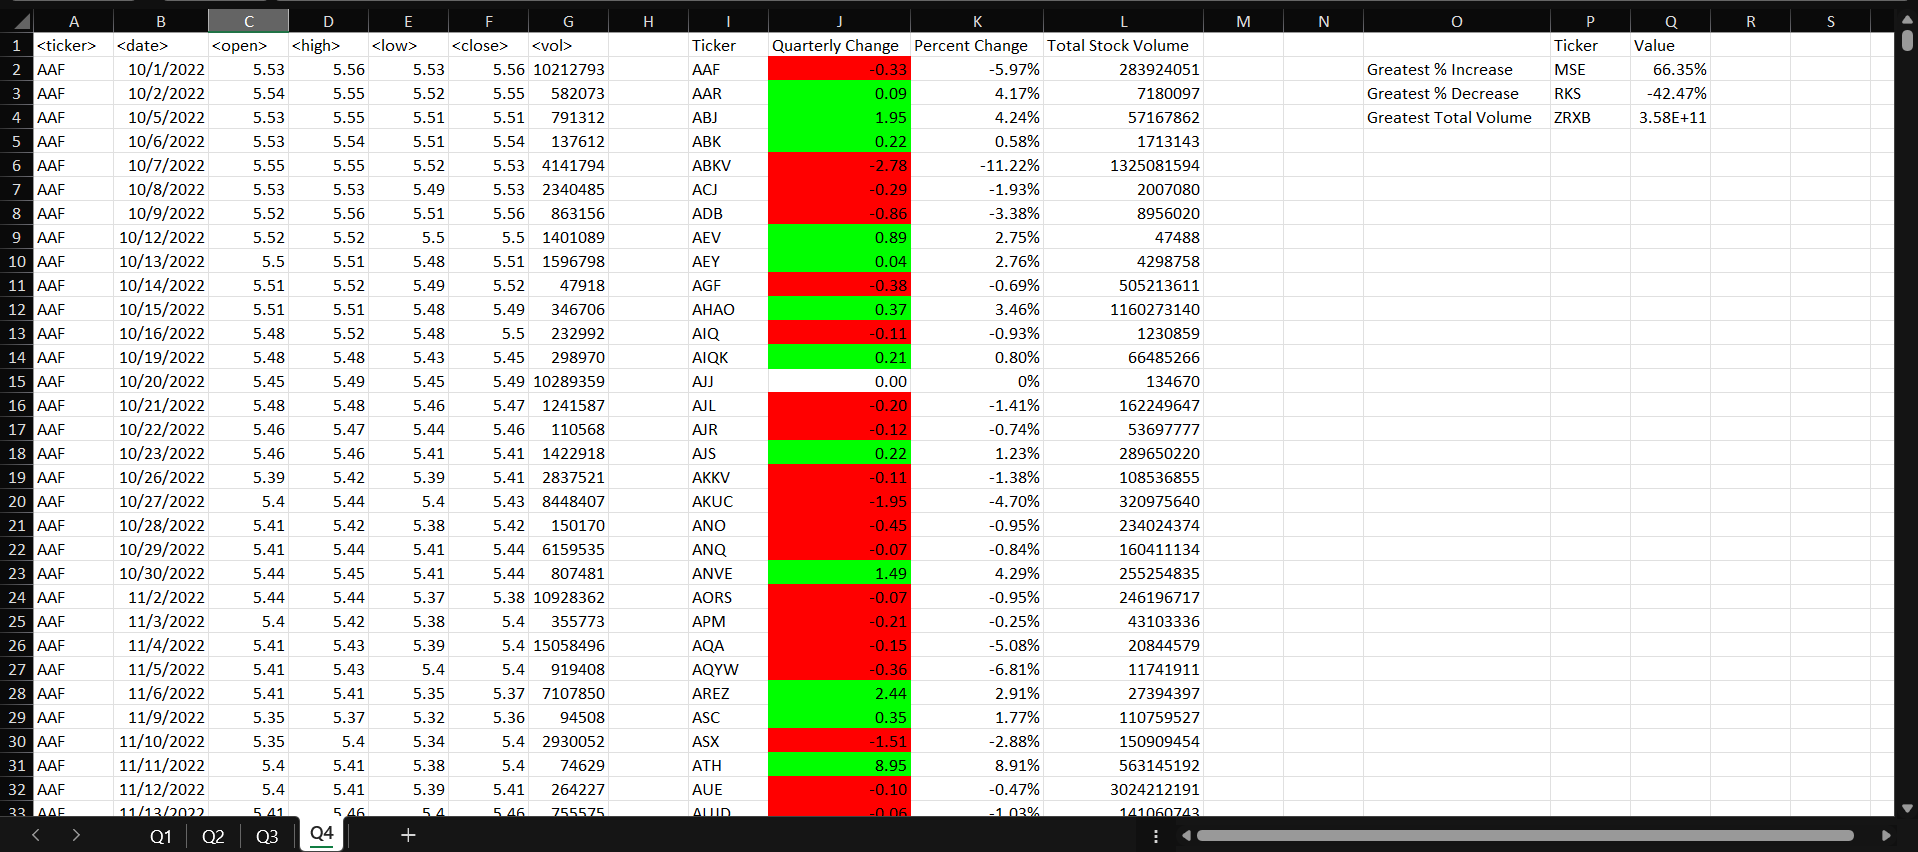 A B C D E F G H I J K L M N O P Q R S
1 <ticker> <date> <open> <high> <low> <close> <vol> Ticker Quarterly Change Percent Change Total Stock Volume Ticker Value
2 AAF 10/1/2022 5.53 5.56 5.53 5.56 10212793 AAF -0.33 -5.97% 283924051 Greatest % Increase MSE 66.35%
3 AAF 10/2/2022 5.54 5.55 5.52 5.55 582073 AAR 0.09 4.17% 7180097 Greatest % Decrease RKS -42.47%
4 AAF 10/5/2022 5.53 5.55 5.51 5.51 791312 ABJ 1.95 4.24% 57167862 Greatest Total Volume ZRXB 3.58E+11
5 AAF 10/6/2022 5.53 5.54 5.51 5.54 137612 ABK 0.22 0.58% 1713143
6 AAF 10/7/2022 5.55 5.55 5.52 5.53 4141794 ABKV -2.78 -11.22% 1325081594
7 AAF 10/8/2022 5.53 5.53 5.49 5.53 2340485 ACJ -0.29 -1.93% 2007080
8 AAF 10/9/2022 5.52 5.56 5.51 5.56 863156 ADB -0.86 -3.38% 8956020
9 AAF 10/12/2022 5.52 5.52 5.5 5.5 1401089 AEV 0.89 2.75% 47488
10 AAF 10/13/2022 5.5 5.51 5.48 5.51 1596798 AEY 0.04 2.76% 4298758
11 AAF 10/14/2022 5.51 5.52 5.49 5.52 47918 AGF -0.38 -0.69% 505213611
12 AAF 10/15/2022 5.51 5.51 5.48 5.49 346706 AHAO 0.37 3.46% 1160273140
13 AAF 10/16/2022 5.48 5.52 5.48 5.5 232992 AIQ -0.11 -0.93% 1230859
14 AAF 10/19/2022 5.48 5.48 5.43 5.45 298970 AIQK 0.21 0.80% 66485266
15 AAF 10/20/2022 5.45 5.49 5.45 5.49 10289359 AJJ 0.00 0% 134670
16 AAF 10/21/2022 5.48 5.48 5.46 5.47 1241587 AJL -0.20 -1.41% 162249647
17 AAF 10/22/2022 5.46 5.47 5.44 5.46 110568 AJR -0.12 -0.74% 53697777
18 AAF 10/23/2022 5.46 5.46 5.41 5.41 1422918 AJS 0.22 1.23% 289650220
19 AAF 10/26/2022 5.39 5.42 5.39 5.41 2837521 AKKV -0.11 -1.38% 108536855
20 AAF 10/27/2022 5.4 5.44 5.4 5.43 8448407 AKUC -1.95 -4.70% 320975640
21 AAF 10/28/2022 5.41 5.42 5.38 5.42 150170 ANO -0.45 -0.95% 234024374
22 AAF 10/29/2022 5.41 5.44 5.41 5.44 6159535 ANQ -0.07 -0.84% 160411134
23 AAF 10/30/2022 5.44 5.45 5.41 5.44 807481 ANVE 1.49 4.29% 255254835
24 AAF 11/2/2022 5.44 5.44 5.37 5.38 10928362 AORS -0.07 -0.95% 246196717
25 AAF 11/3/2022 5.4 5.42 5.38 5.4 355773 APM -0.21 -0.25% 43103336
26 AAF 11/4/2022 5.41 5.43 5.39 5.4 15058496 AQA -0.15 -5.08% 20844579
27 AAF 11/5/2022 5.41 5.43 5.4 5.4 919408 AQYW -0.36 -6.81% 11741911
28 AAF 11/6/2022 5.41 5.41 5.35 5.37 7107850 AREZ 2.44 2.91% 27394397
29 AAF 11/9/2022 5.35 5.37 5.32 5.36 94508 ASC 0.35 1.77% 110759527
30 AAF 11/10/2022 5.35 5.4 5.34 5.4 2930052 ASX -1.51 -2.88% 150909454
31 AAF 11/11/2022 5.4 5.41 5.38 5.4 74629 ATH 8.95 8.91% 563145192
32 AAF 11/12/2022 5.4 5.41 5.39 5.41 264227 AUE -0.10 -0.47% 3024212191
33 AAF 11/13/2022 5.41 5.46 5.4 5.46 755575 -0.06 -1.03% 141060743
Q1 Q2 Q3 Q4